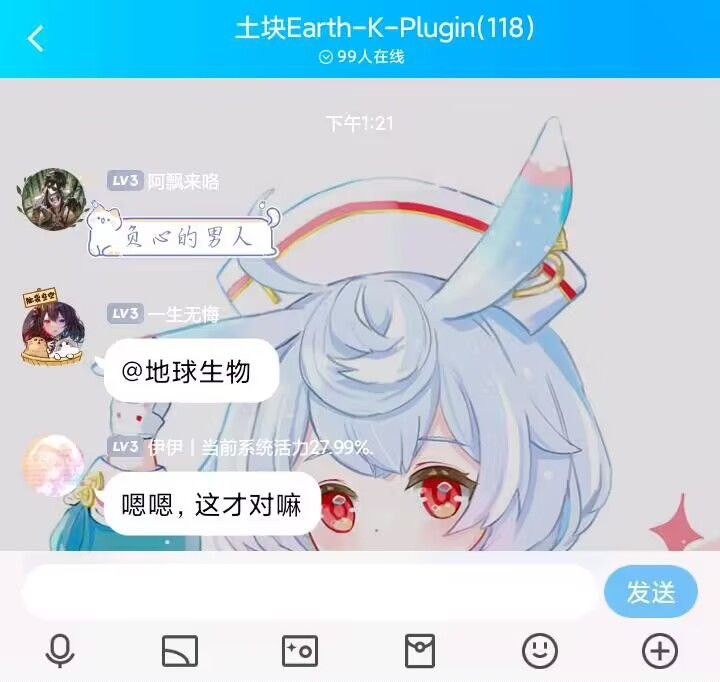 土块Earth-K-Plugin(118)
99人在线
下午1:21
LV3 阿飘来咯
负心的男人
LV3 一生无悔
@地球生物
LV3 伊伊丨当前系统活力27.99%.
嗯嗯，这才对嘛
发送